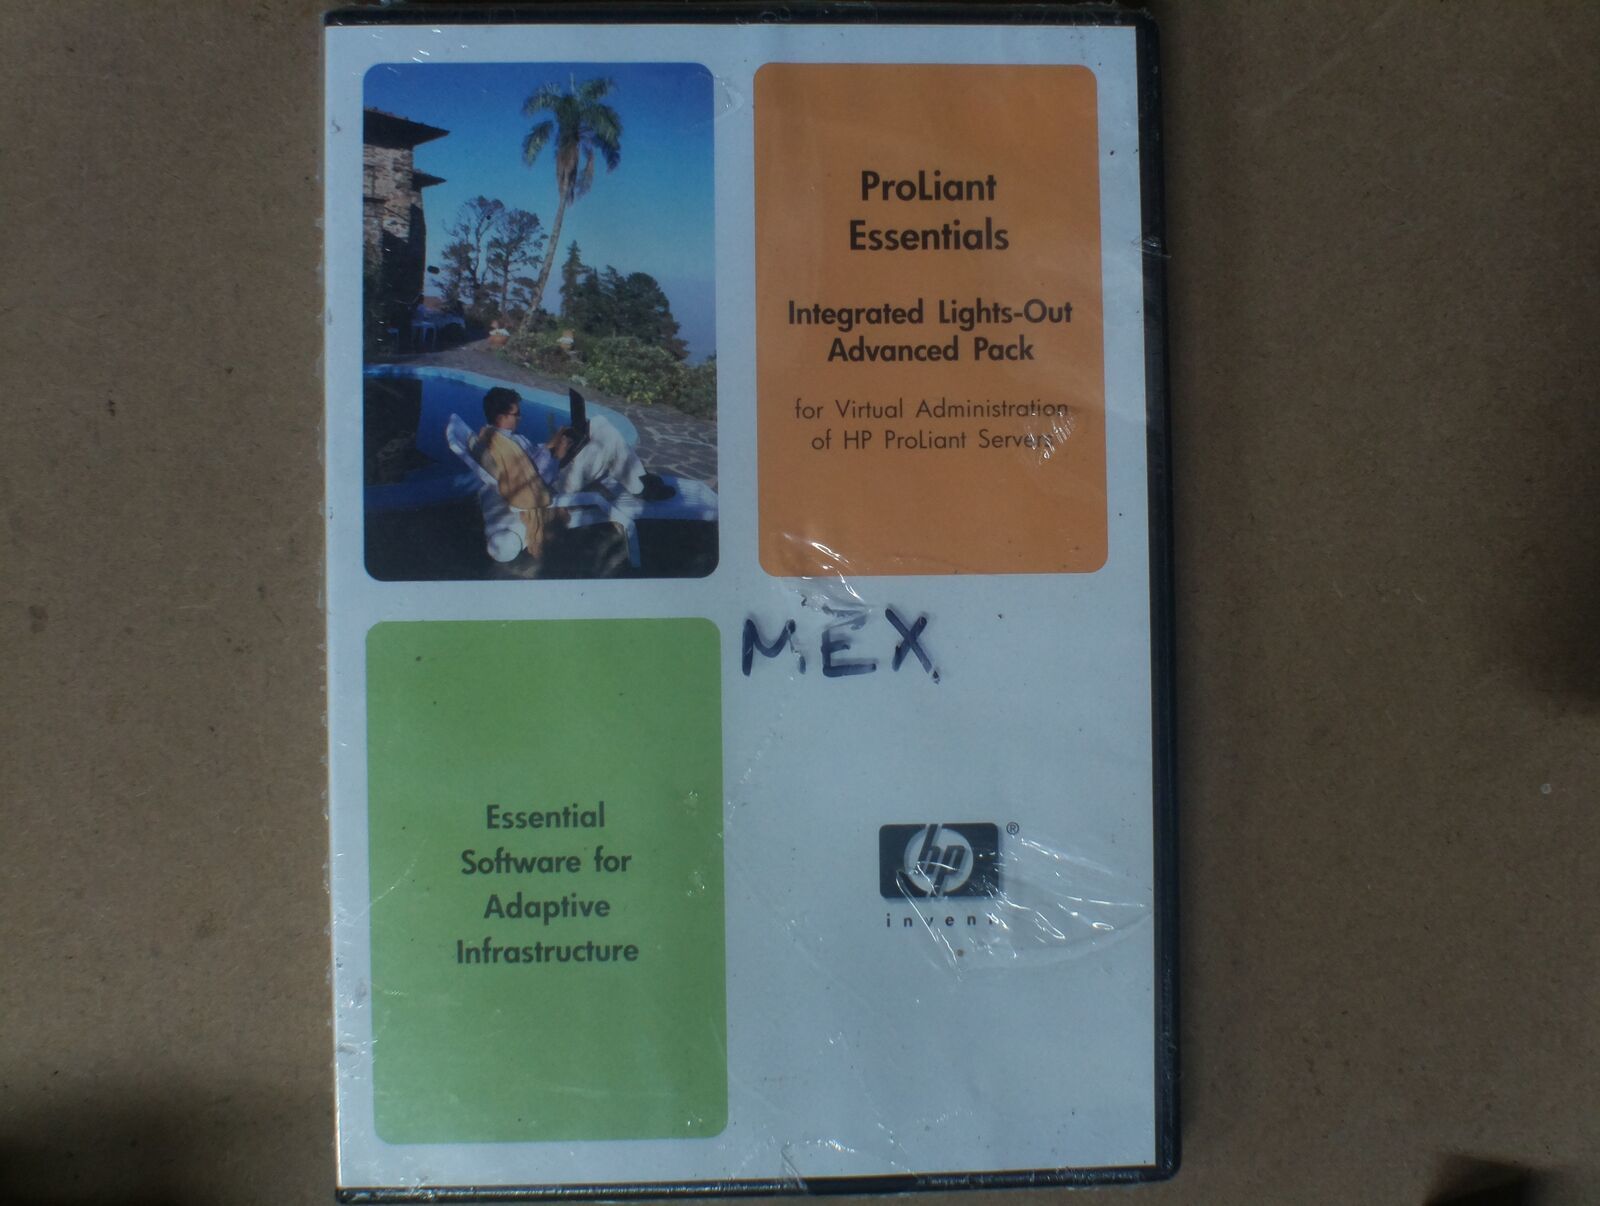 ProLiant
Essentials
Integrated Lights-Out
Advanced Pack
for Virtual Administration
of HP ProLiant Servers
MEX
Essential
Software for
Adaptive
Infrastructure
hp ®
invent